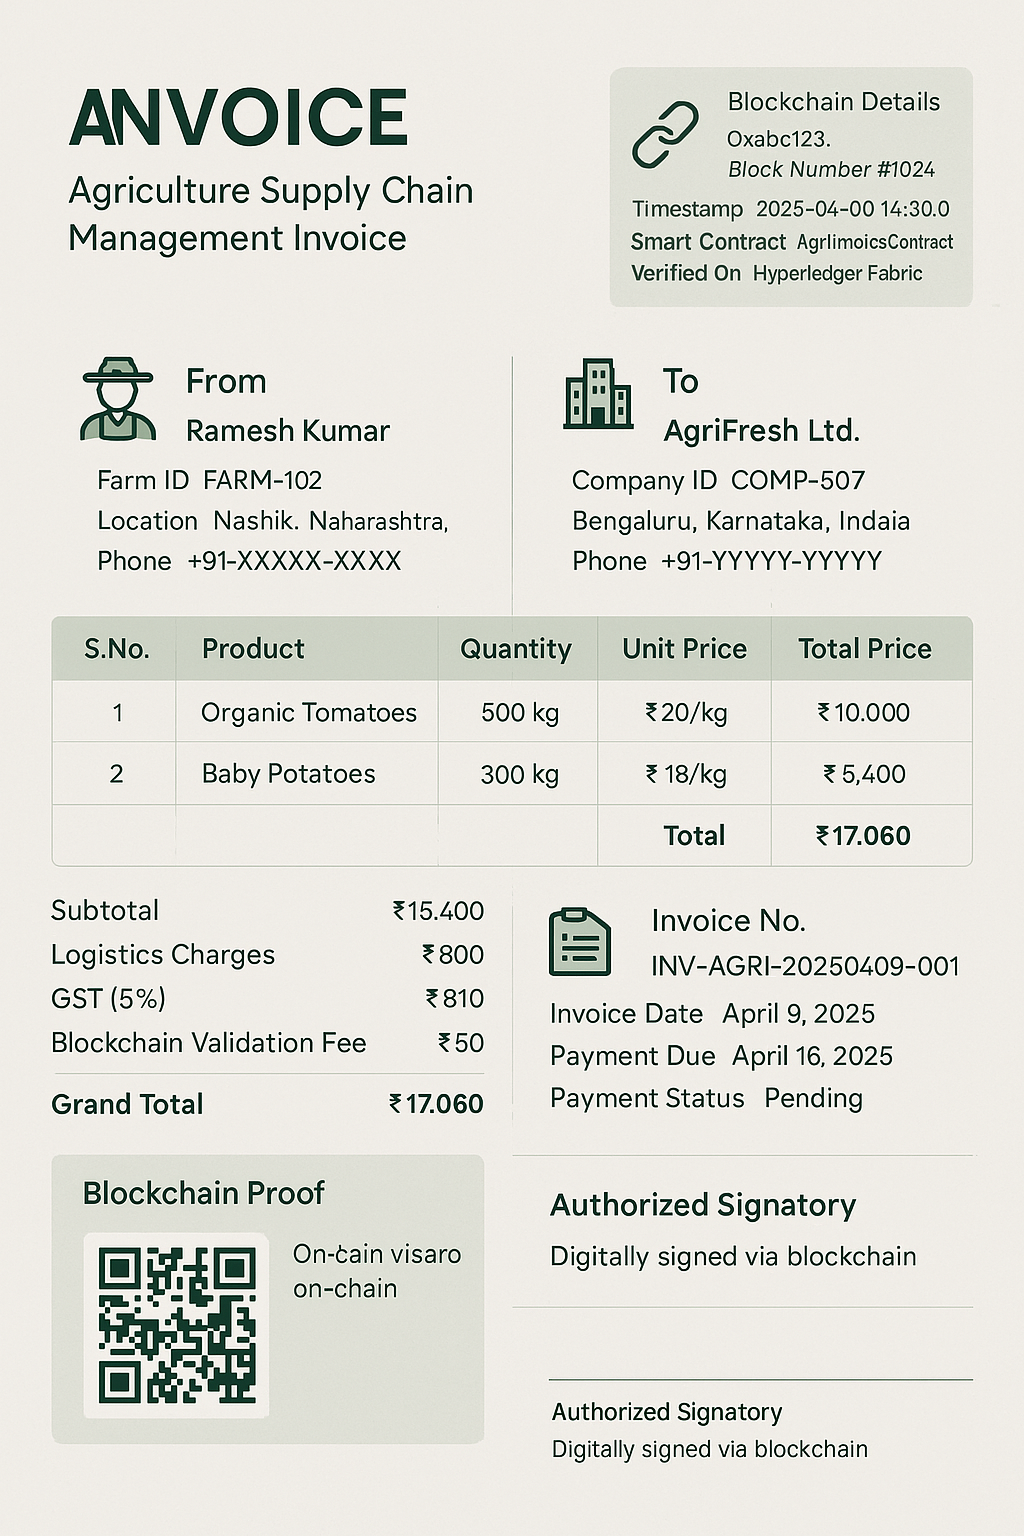 ANVOICE
Agriculture Supply Chain
Management Invoice
Blockchain Details
Oxabc123.
Block Number #1024
Timestamp 2025-04-00 14:30.0
Smart Contract AgrlimoicsContract
Verified On Hyperledger Fabric
From
Ramesh Kumar
Farm ID FARM-102
Location Nashik. Naharashtra,
Phone +91-XXXXX-XXXX
To
AgriFresh Ltd.
Company ID COMP-507
Bengaluru, Karnataka, Indaia
Phone +91-YYYYY-YYYYY
S.No. Product Quantity Unit Price Total Price
1 Organic Tomatoes 500 kg ₹20/kg ₹10.000
2 Baby Potatoes 300 kg ₹18/kg ₹5,400
Total ₹17.060
Subtotal ₹15.400
Logistics Charges ₹800
GST (5%) ₹810
Blockchain Validation Fee ₹50
Grand Total ₹17.060
Invoice No.
INV-AGRI-20250409-001
Invoice Date April 9, 2025
Payment Due April 16, 2025
Payment Status Pending
Blockchain Proof
On-cain visaro
on-chain
Authorized Signatory
Digitally signed via blockchain
Authorized Signatory
Digitally signed via blockchain